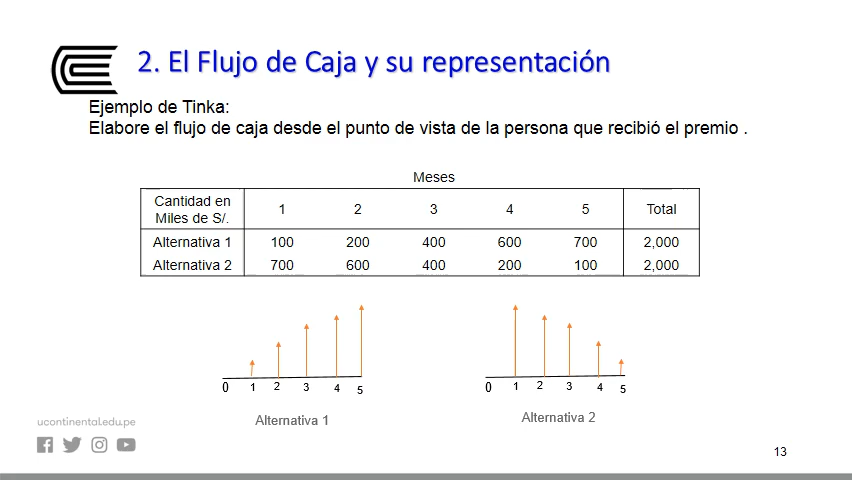 2. El Flujo de Caja y su representación
Ejemplo de Tinka:
Elabore el flujo de caja desde el punto de vista de la persona que recibió el premio .
Meses
Cantidad en Miles de S/. 1 2 3 4 5 Total
Alternativa 1 100 200 400 600 700 2,000
Alternativa 2 700 600 400 200 100 2,000
0 1 2 3 4 5
Alternativa 1
0 1 2 3 4 5
Alternativa 2
ucontinental.edu.pe
13